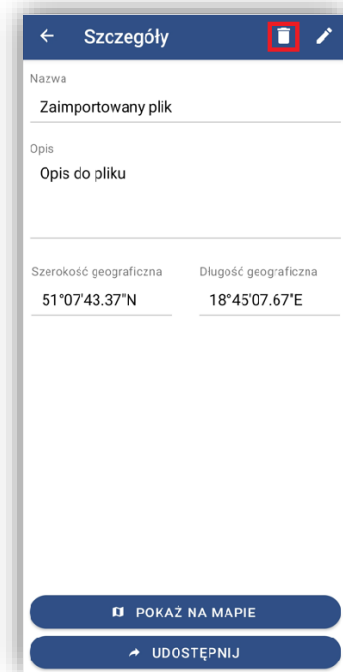 Szczegóły
Nazwa
Zaimportowany plik
Opis
Opis do pliku
Szerokość geograficzna Długość geograficzna
51°07'43.37"N 18°45'07.67"E
POKAŻ NA MAPIE
UDOSTĘPNIJ